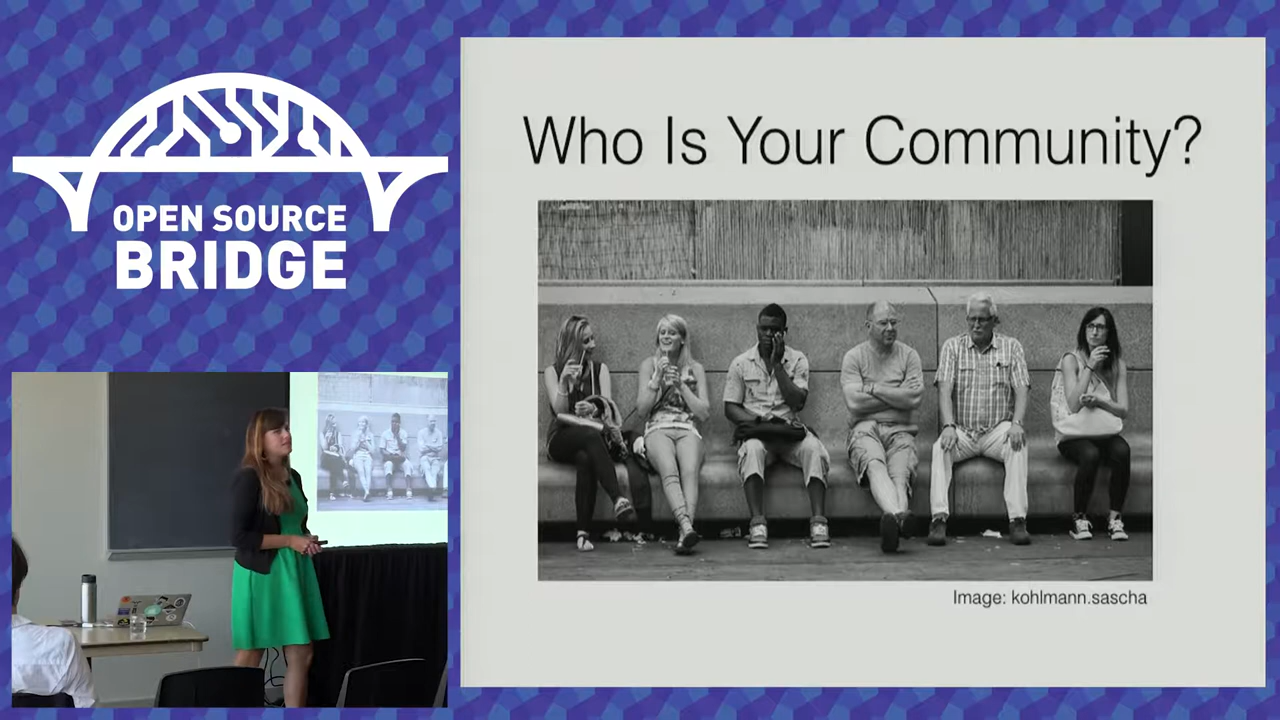 OPEN SOURCE
BRIDGE
Who Is Your Community?
Image: kohlmann.sascha